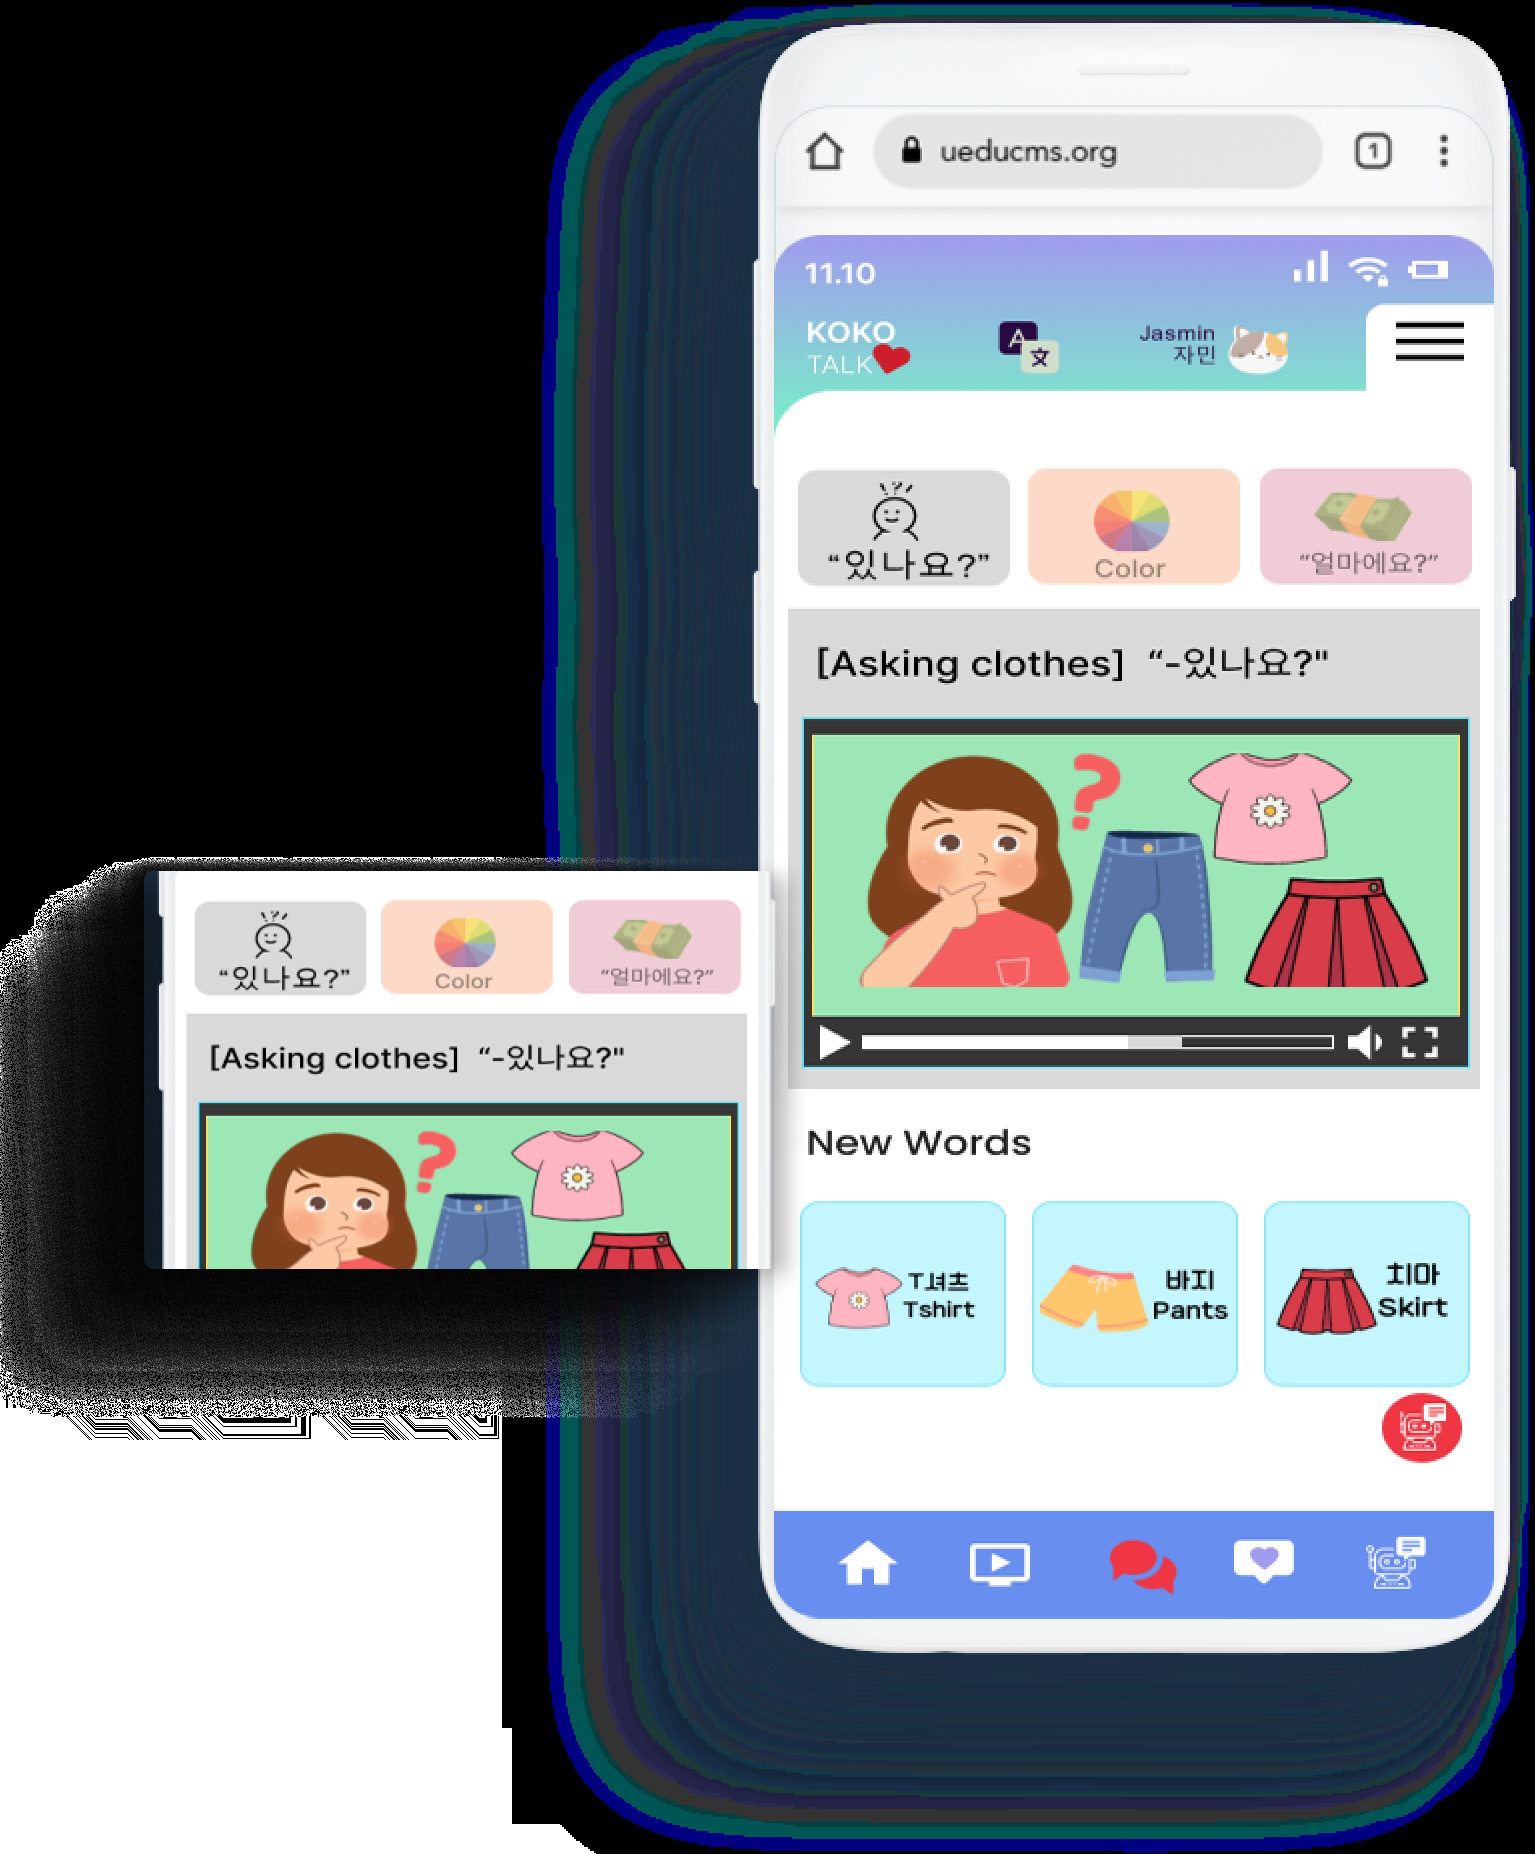 ueducms.org
1
11.10
KOKO
TALK
A
文
Jasmin
자민
“있나요?”
Color
“얼마에요?”
[Asking clothes] “-있나요?"
New Words
T셔츠
Tshirt
바지
Pants
치마
Skirt
“있나요?”
Color
“얼마에요?”
[Asking clothes] “-있나요?"